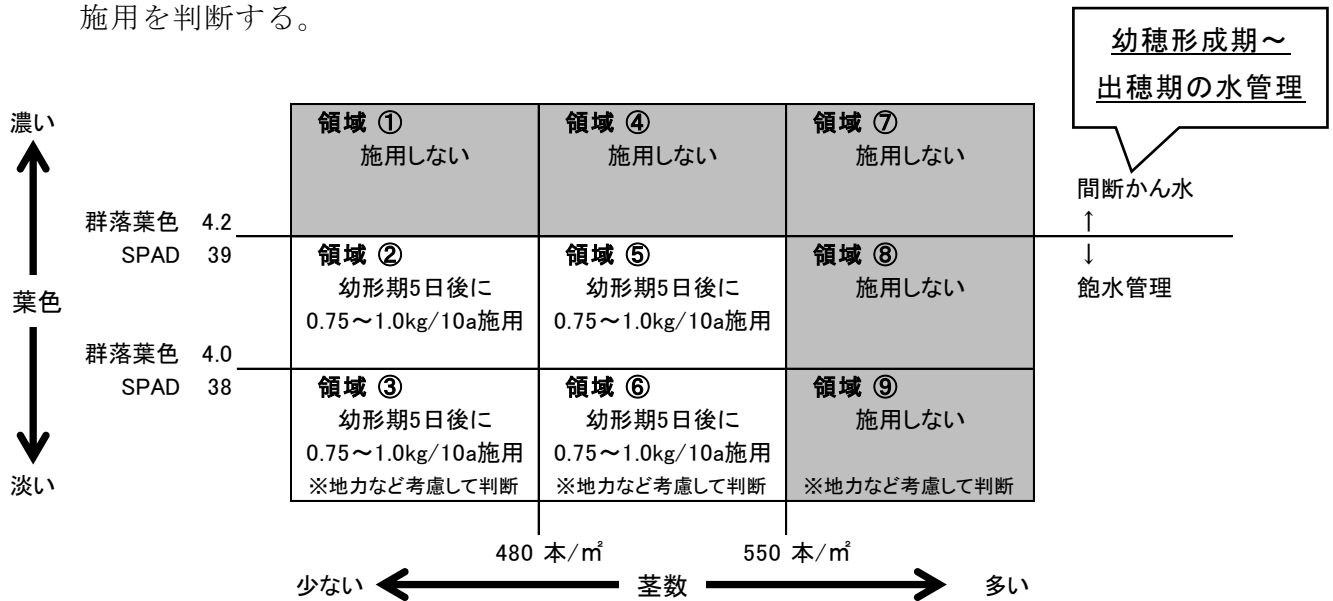 施用を判断する。
幼穂形成期～
出穂期の水管理
濃い
領域 ①
施用しない
領域 ④
施用しない
領域 ⑦
施用しない
間断かん水
↑
群落葉色 4.2
SPAD 39
領域 ②
幼形期5日後に
0.75～1.0kg/10a施用
領域 ⑤
幼形期5日後に
0.75～1.0kg/10a施用
領域 ⑧
施用しない
↓
飽水管理
葉色
群落葉色 4.0
SPAD 38
領域 ③
幼形期5日後に
0.75～1.0kg/10a施用
※地力など考慮して判断
領域 ⑥
幼形期5日後に
0.75～1.0kg/10a施用
※地力など考慮して判断
領域 ⑨
施用しない
※地力など考慮して判断
淡い
480 本/㎡
550 本/㎡
少ない
茎数
多い